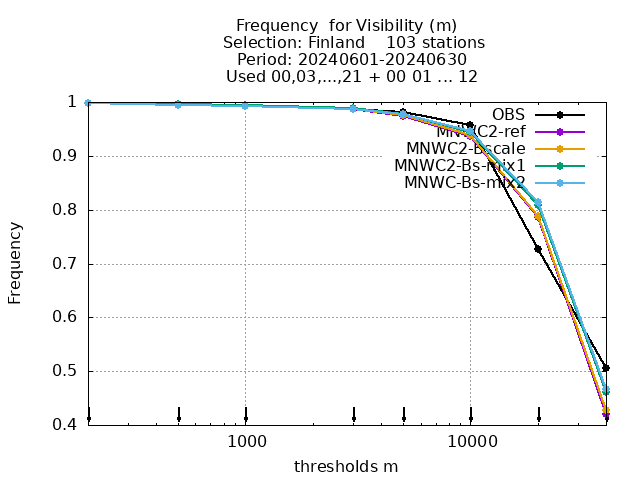 Frequency  for Visibility (m)
Selection: Finland    103 stations
Period: 20240601-20240630
Used 00,03,...,21 + 00 01 ... 12
OBS
MNWC2-ref
MNWC2-Bscale
MNWC2-Bs-mix1
MNWC-Bs-mix2
1
0.9
0.8
0.7
0.6
0.5
0.4
Frequency
1000
10000
thresholds m